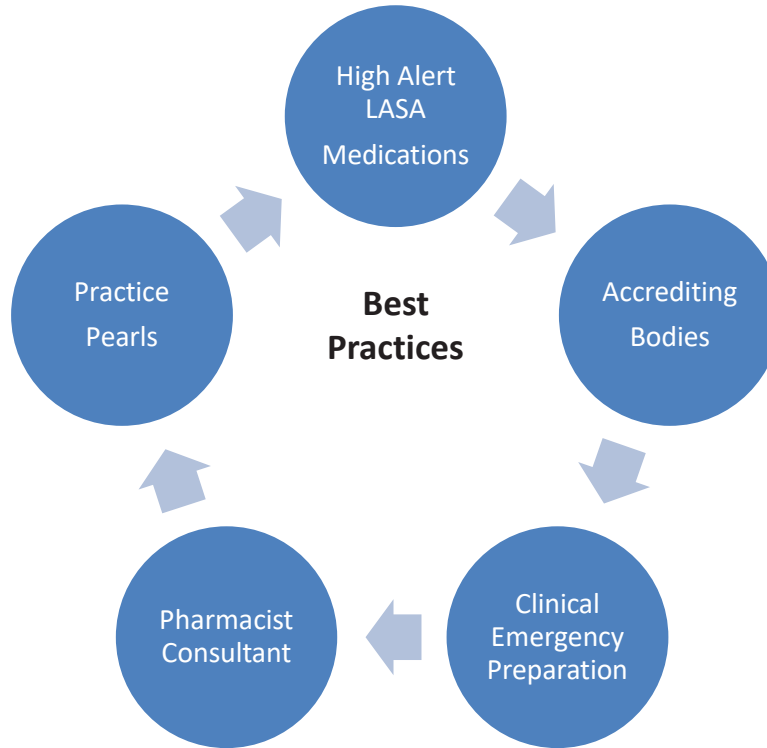 High Alert
LASA
Medications
Accrediting
Bodies
Clinical
Emergency
Preparation
Pharmacist
Consultant
Practice
Pearls
Best
Practices